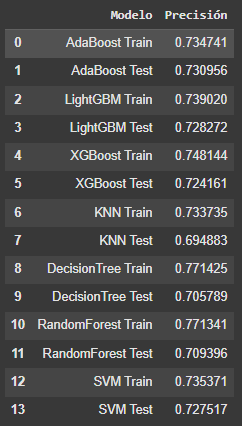 Modelo Precisión
0 AdaBoost Train 0.734741
1 AdaBoost Test 0.730956
2 LightGBM Train 0.739020
3 LightGBM Test 0.728272
4 XGBoost Train 0.748144
5 XGBoost Test 0.724161
6 KNN Train 0.733735
7 KNN Test 0.694883
8 DecisionTree Train 0.771425
9 DecisionTree Test 0.705789
10 RandomForest Train 0.771341
11 RandomForest Test 0.709396
12 SVM Train 0.735371
13 SVM Test 0.727517